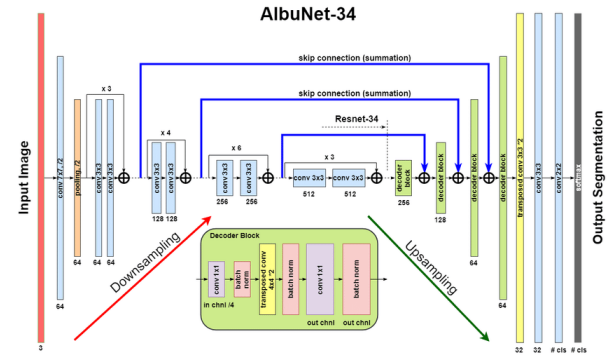 AlbuNet-34
skip connection (summation)
skip connection (summation)
Resnet-34
x 3
x 4
x 6
x 3
Input Image
conv 7x7, /2
pooling, /2
conv 3x3
conv 3x3
conv 3x3
conv 3x3
conv 3x3
conv 3x3
conv 3x3
conv 3x3
decoder block
decoder block
decoder block
decoder block
transposed conv 3x3 *2
conv 3x3
conv 2x2
softmax
Output Segmentation
3
64
64
64
64
128
128
256
256
512
512
256
128
64
64
32
32
# cls
# cls
Downsampling
Upsampling
Decoder Block
conv 1x1
batch norm
transposed conv 4x4 *2
batch norm
conv1x1
batch norm
in chnl /4
out chnl
out chnl